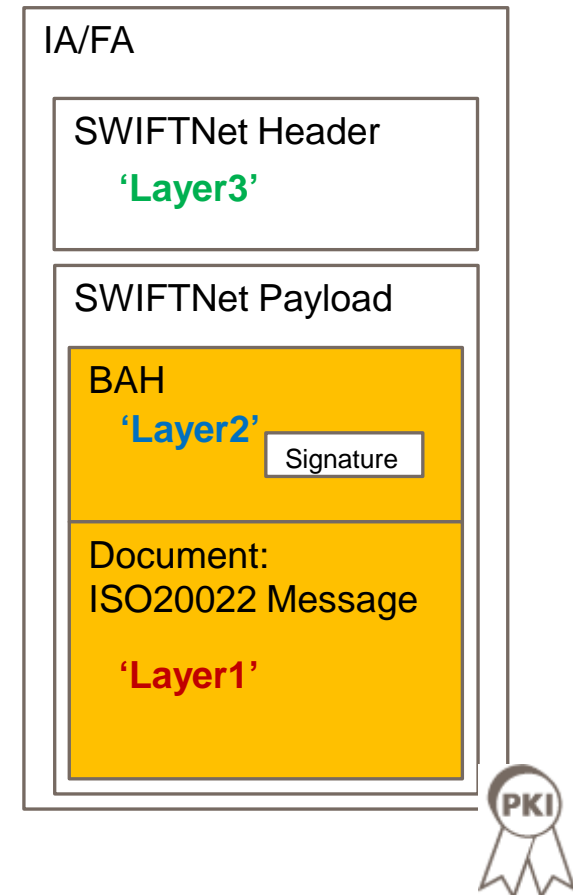 IA/FA
SWIFTNet Header
‘Layer3’
SWIFTNet Payload
BAH
‘Layer2’
Signature
Document:
ISO20022 Message
‘Layer1’
PKI